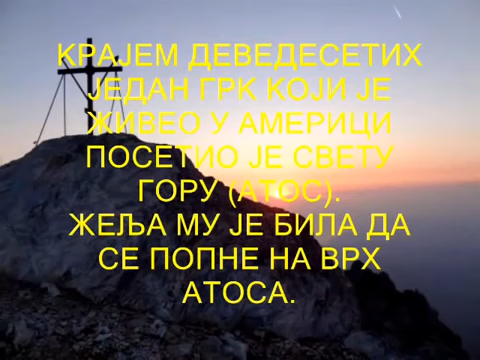 КРАЈЕМ ДЕВЕДЕСЕТИХ
ЈЕДАН ГРК КОЈИ ЈЕ
ЖИВЕО У АМЕРИЦИ
ПОСЕТИО ЈЕ СВЕТУ
ГОРУ (АТОС).
ЖЕЉА МУ ЈЕ БИЛА ДА
СЕ ПОПНЕ НА ВРХ
АТОСА.